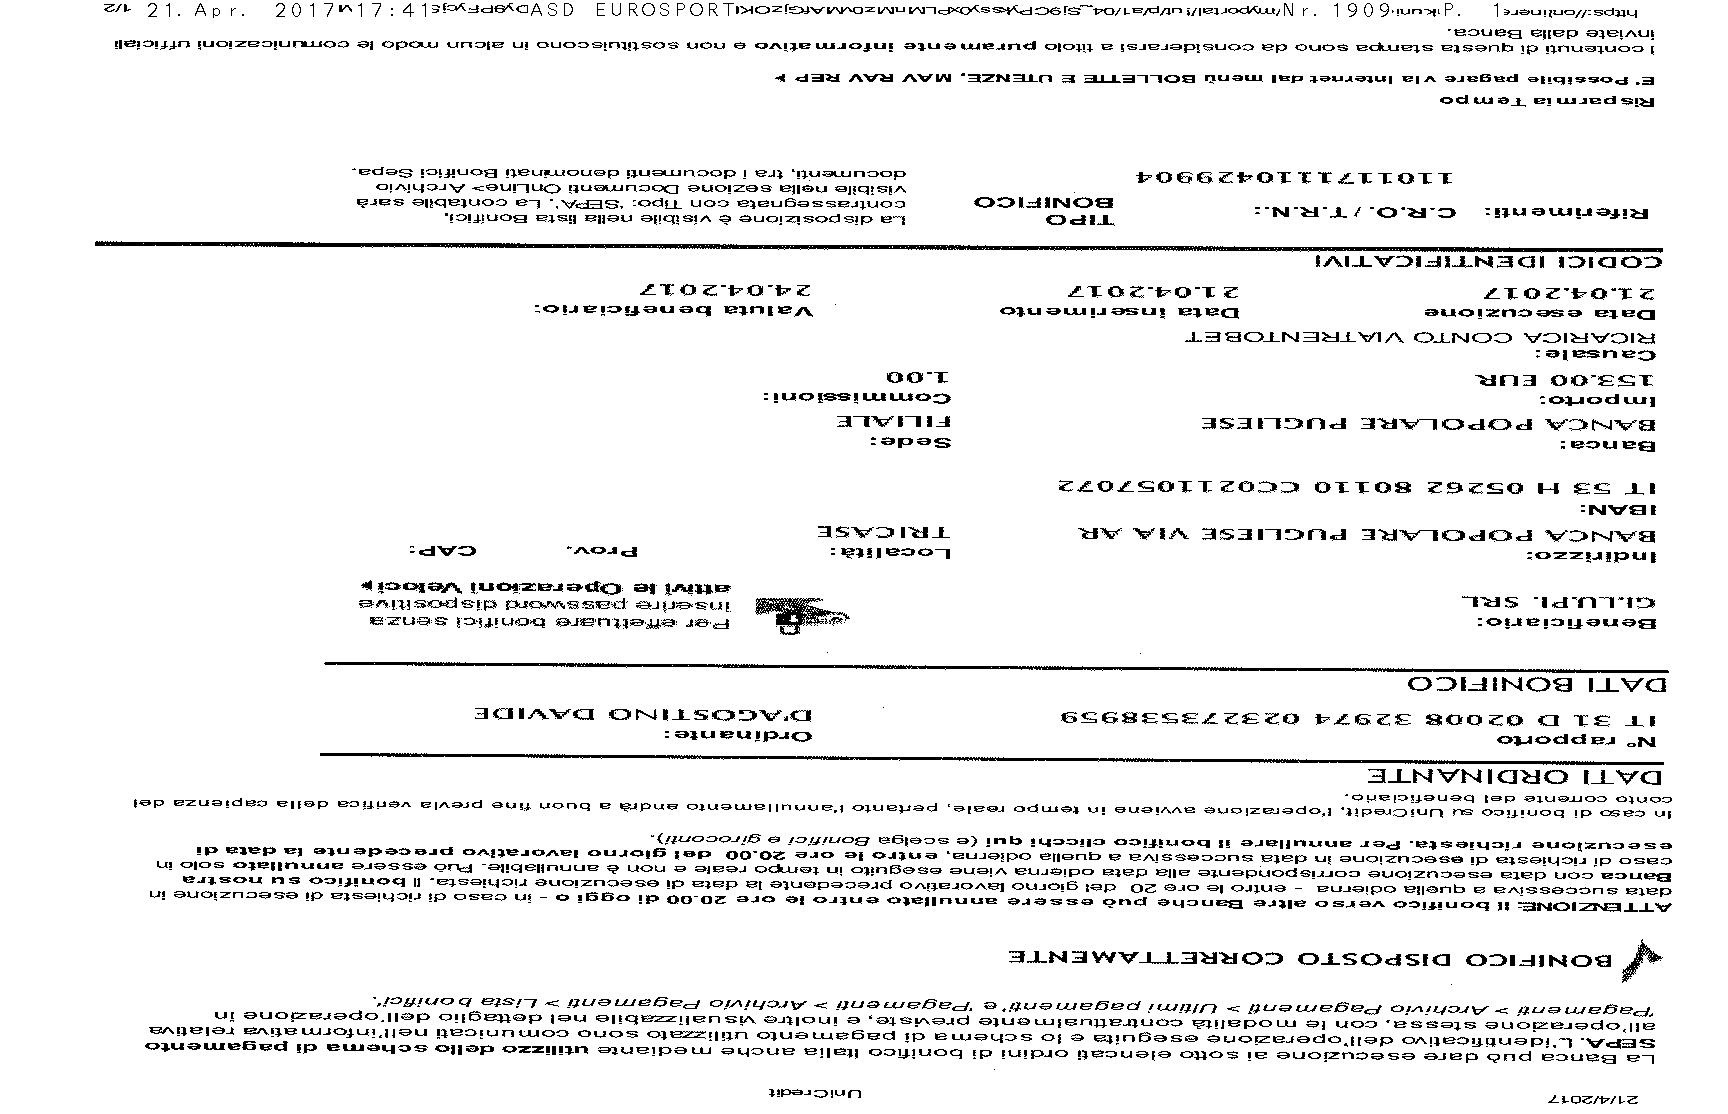 21/4/2017 UniCredit
La Banca può dare esecuzione ai sotto elencati ordini di bonifico Italia anche mediante utilizzo dello schema di pagamento
SEPA. L'identificativo dell'operazione eseguita e lo schema di pagamento utilizzato sono comunicati nell'informativa relativa
all'operazione stessa, con le modalità contrattualmente previste, e inoltre visualizzabile nel dettaglio dell'operazione in
'Pagamenti > Archivio Pagamenti > Ultimi pagamenti' e 'Pagamenti > Archivio Pagamenti > Lista bonifici'.
BONIFICO DISPOSTO CORRETTAMENTE
ATTENZIONE: il bonifico verso altre Banche può essere annullato entro le ore 20.00 di oggi o - in caso di richiesta di esecuzione in
data successiva a quella odierna - entro le ore 20 del giorno lavorativo precedente la data di esecuzione richiesta. Il bonifico su nostra
Banca con data esecuzione corrispondente alla data odierna viene eseguito in tempo reale e non è annullabile. Può essere annullato solo in
caso di richiesta di esecuzione in data successiva a quella odierna, entro le ore 20.00 del giorno lavorativo precedente la data di
esecuzione richiesta. Per annullare il bonifico clicchi qui (e scelga Bonifici e giroconti).
In caso di bonifico su UniCredit, l'operazione avviene in tempo reale, pertanto l'annullamento andrà a buon fine previa verifica della capienza del
conto corrente del beneficiario.
DATI ORDINANTE
N° rapporto Ordinante:
IT 31 D 02008 32974 023273538959 D'AGOSTINO DAVIDE
DATI BONIFICO
Beneficiario: Per effettuare bonifici senza
GI.LU.PI. SRL inserire password dispositive
attivi le Operazioni Veloci
Indirizzo: Località: Prov. CAP:
BANCA POPOLARE PUGLIESE VIA AR TRICASE
IBAN:
IT 53 H 05262 80110 CC0211057072
Banca: Sede:
BANCA POPOLARE PUGLIESE FILIALE
Importo: Commissioni:
153.00 EUR 1.00
Causale:
RICARICA CONTO VIATRENTOBET
Data esecuzione Data inserimento Valuta beneficiario:
21.04.2017 21.04.2017 24.04.2017
CODICI IDENTIFICATIVI
Riferimenti: C.R.O. / T.R.N.: TIPO BONIFICO La disposizione è visibile nella lista Bonifici,
1101171110429904 contrassegnata con Tipo: 'SEPA'. La contabile sarà
visibile nella sezione Documenti OnLine> Archivio
documenti, tra i documenti denominati Bonifici Sepa.
Risparmia Tempo
E' Possibile pagare via Internet dal menù BOLLETTE E UTENZE, MAV RAV REP
I contenuti di questa stampa sono da considerarsi a titolo puramente informativo e non sostituiscono in alcun modo le comunicazioni ufficiali
inviate dalla Banca.
21. Apr. 2017 17:41 ASD EUROSPORT Nr. 1909 P. 1
1/2